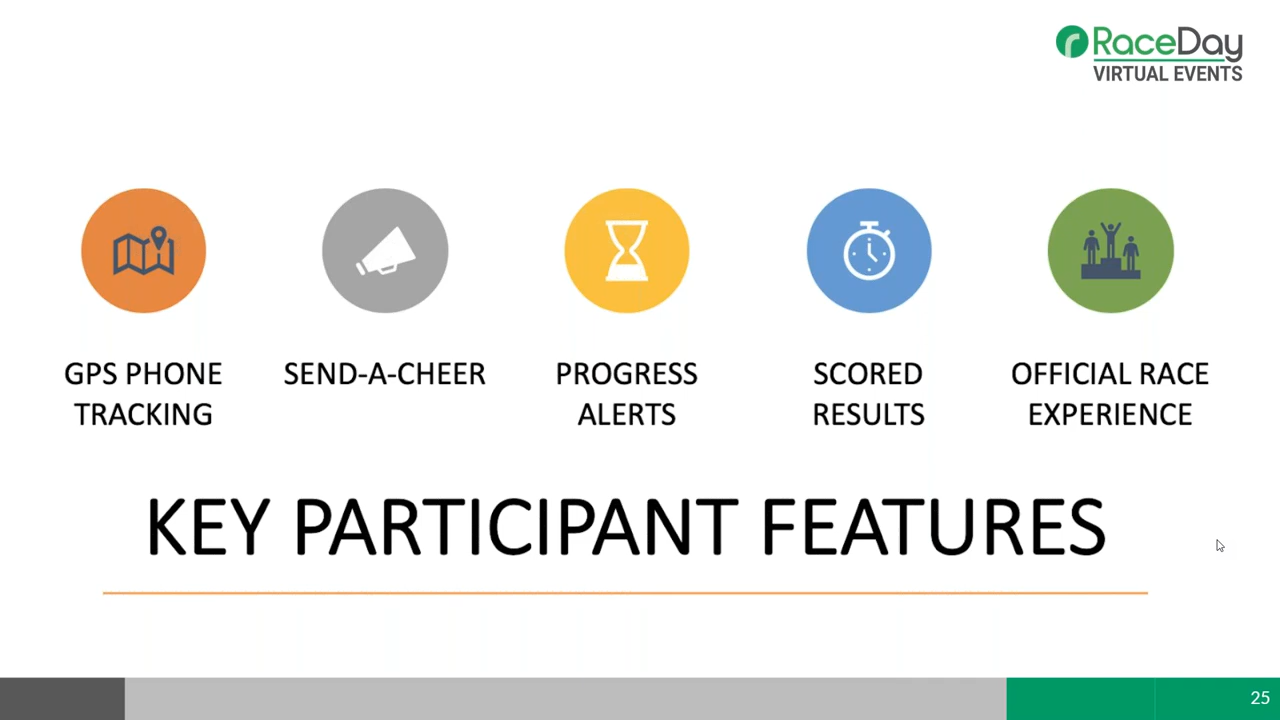 RaceDay
VIRTUAL EVENTS
GPS PHONE
TRACKING
SEND-A-CHEER
PROGRESS
ALERTS
SCORED
RESULTS
OFFICIAL RACE
EXPERIENCE
KEY PARTICIPANT FEATURES
25